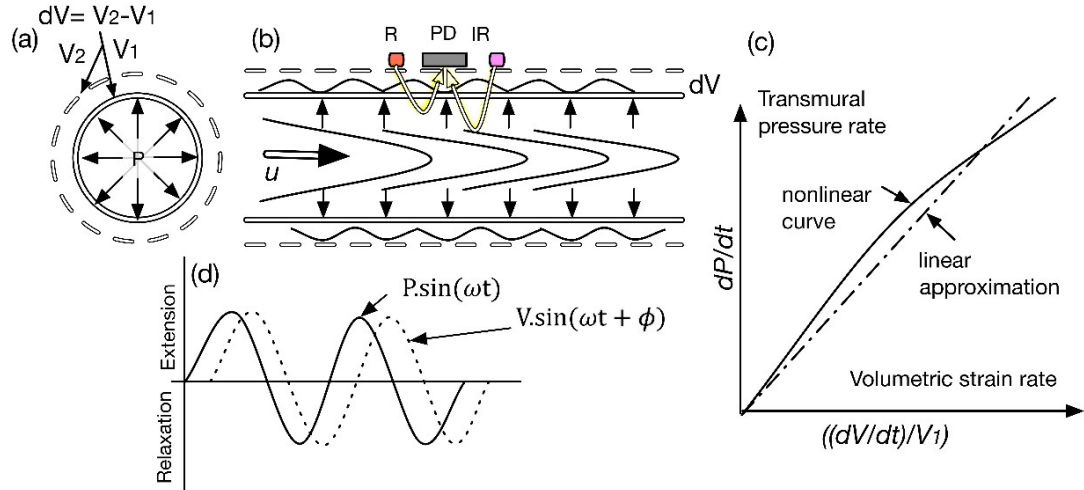 (a)
dV= V2-V1
V2
V1
P
(b)
R
PD
IR
dV
u
(c)
Transmural
pressure rate
nonlinear
curve
linear
approximation
dP/dt
Volumetric strain rate
((dV/dt)/V1)
(d)
P.sin(ωt)
V.sin(ωt + ϕ)
Extension
Relaxation